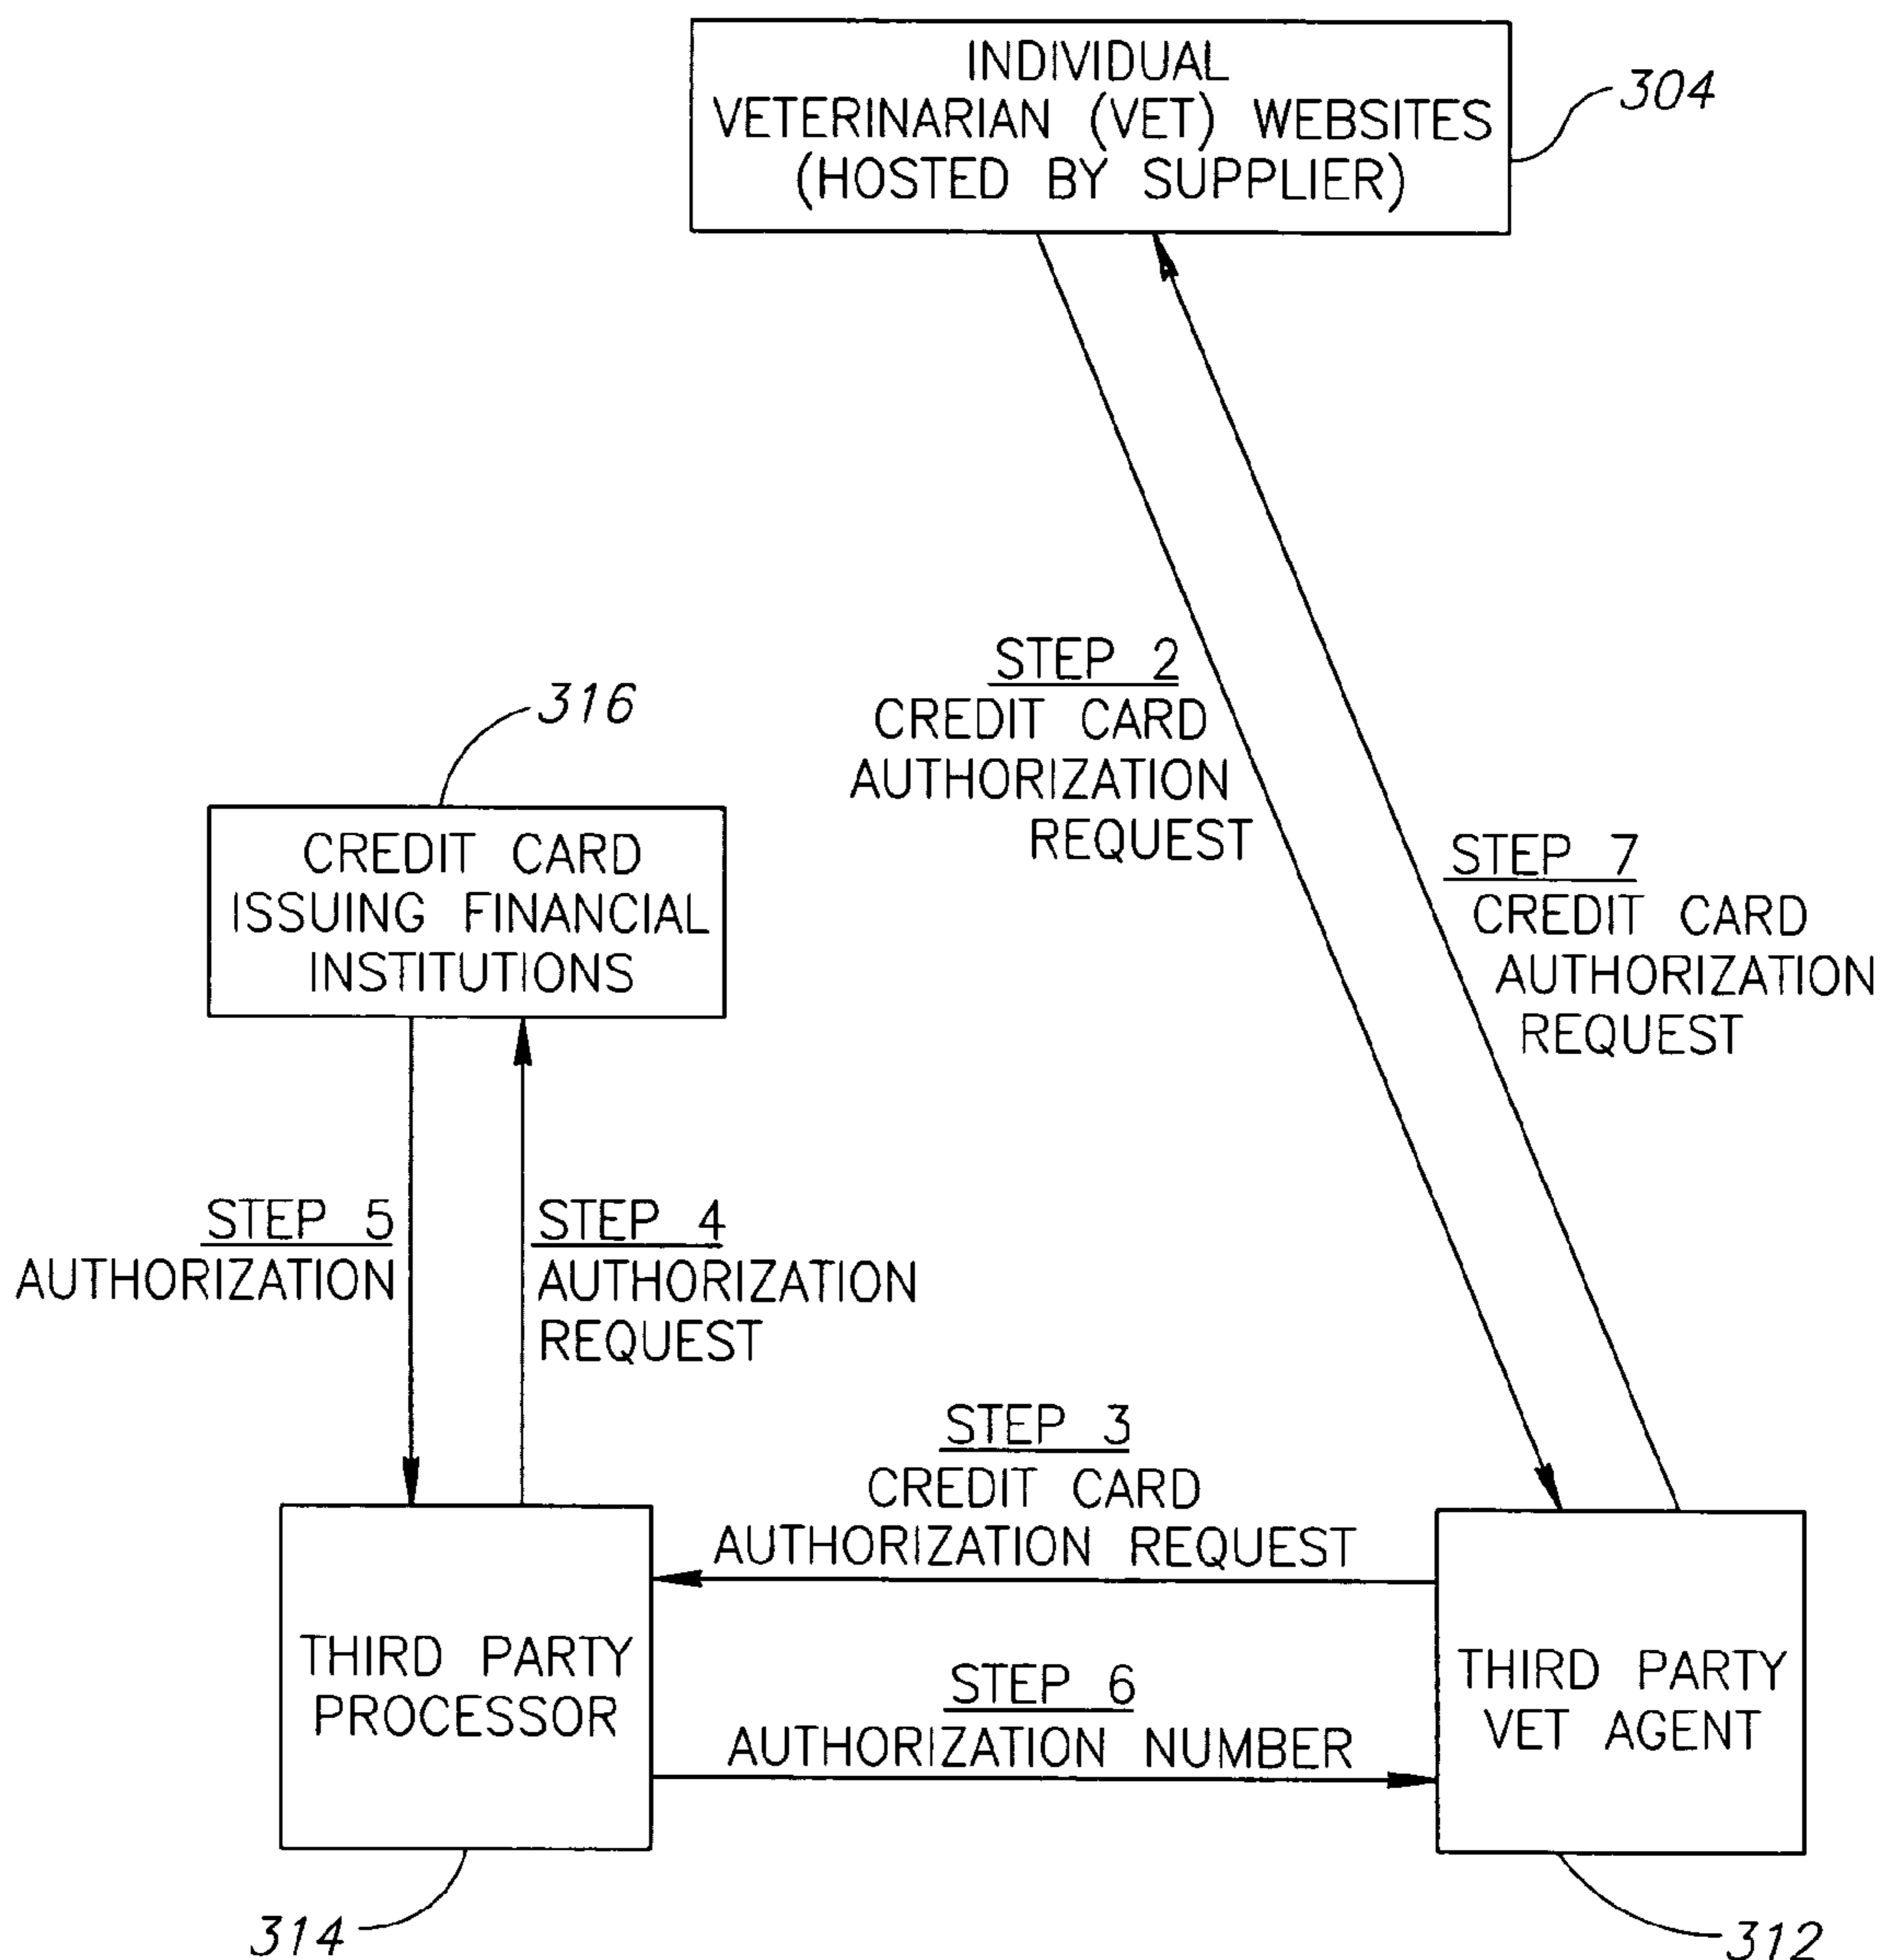 INDIVIDUAL
VETERINARIAN (VET) WEBSITES
(HOSTED BY SUPPLIER)
304
STEP 2
CREDIT CARD
AUTHORIZATION
REQUEST
316
CREDIT CARD
ISSUING FINANCIAL
INSTITUTIONS
STEP 7
CREDIT CARD
AUTHORIZATION
REQUEST
STEP 5
AUTHORIZATION
STEP 4
AUTHORIZATION
REQUEST
STEP 3
CREDIT CARD
AUTHORIZATION REQUEST
THIRD PARTY
PROCESSOR
STEP 6
AUTHORIZATION NUMBER
THIRD PARTY
VET AGENT
314
312